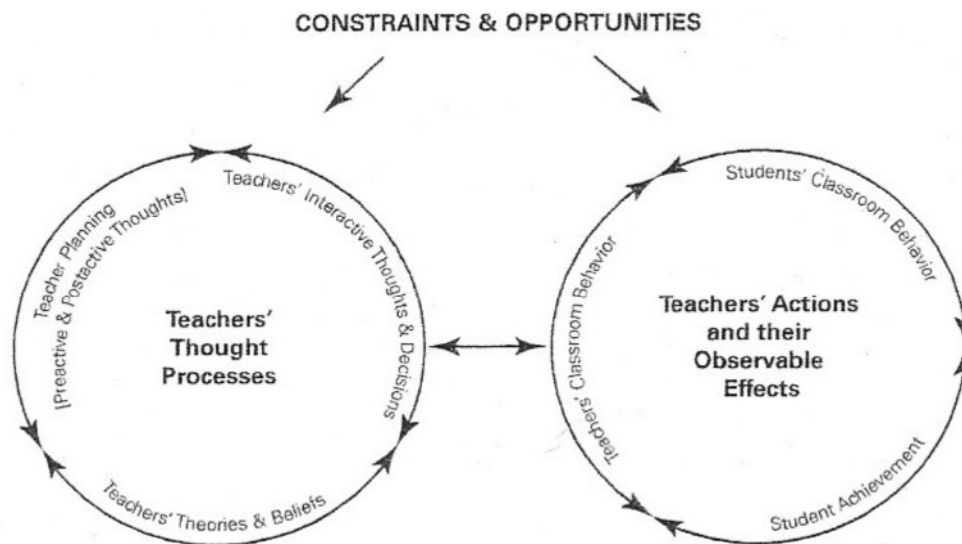 CONSTRAINTS & OPPORTUNITIES
Teacher Planning
[Preactive & Postactive Thoughts]
Teachers' Interactive Thoughts & Decisions
Teachers' Theories & Beliefs
Teachers'
Thought
Processes
Students' Classroom Behavior
Teachers' Classroom Behavior
Student Achievement
Teachers' Actions
and their
Observable
Effects